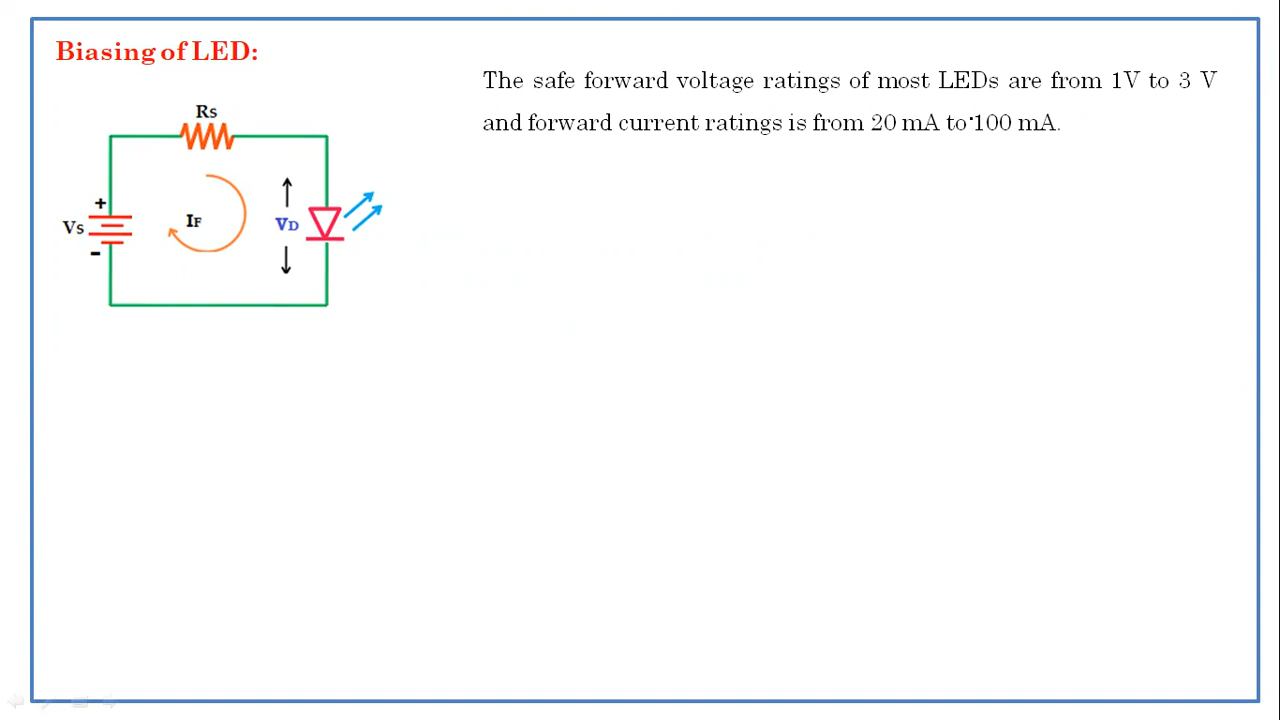 Biasing of LED:
The safe forward voltage ratings of most LEDs are from 1V to 3 V
and forward current ratings is from 20 mA to 100 mA.
Rs
+
Vs
IF
VD
-